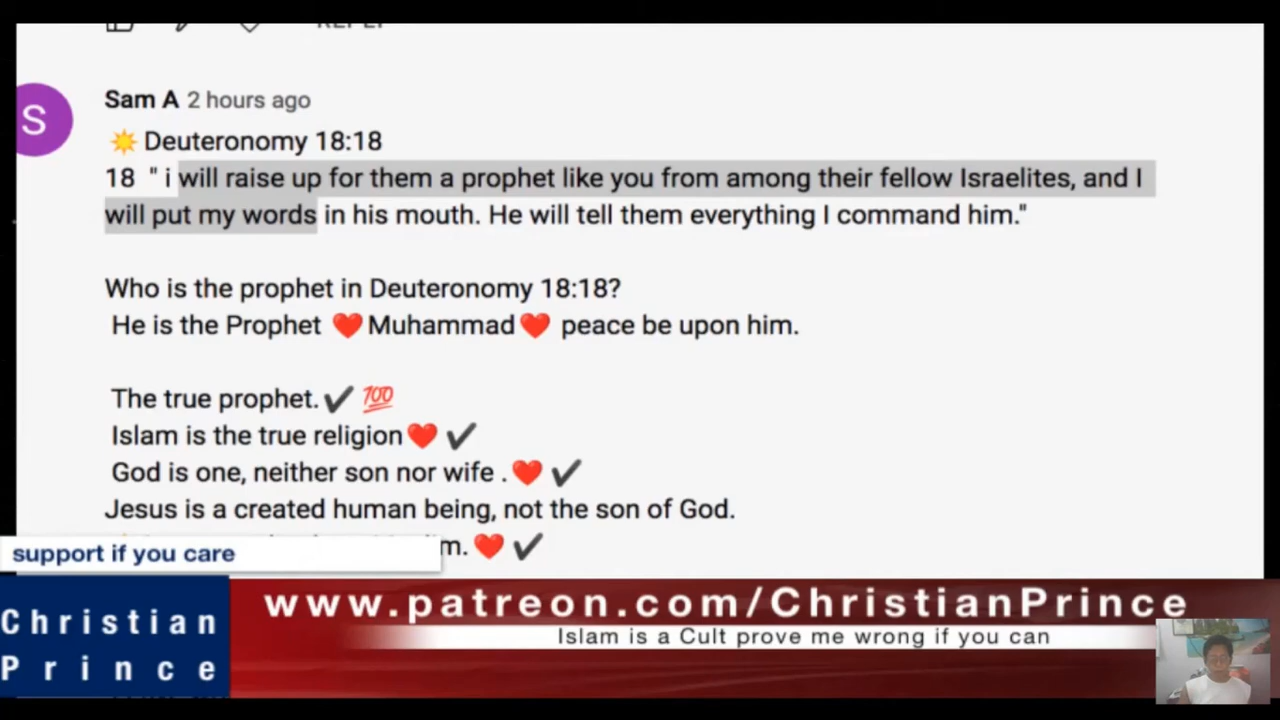 REPLY
S
Sam A 2 hours ago
💥 Deuteronomy 18:18
18 " i will raise up for them a prophet like you from among their fellow Israelites, and I
will put my words in his mouth. He will tell them everything I command him."
Who is the prophet in Deuteronomy 18:18?
He is the Prophet ❤️ Muhammad ❤️ peace be upon him.
The true prophet. ✔️ 💯
Islam is the true religion ❤️ ✔️
God is one, neither son nor wife . ❤️ ✔️
Jesus is a created human being, not the son of God.
m. ❤️ ✔️
support if you care
Christian
Prince
www.patreon.com/ChristianPrince
Islam is a Cult prove me wrong if you can